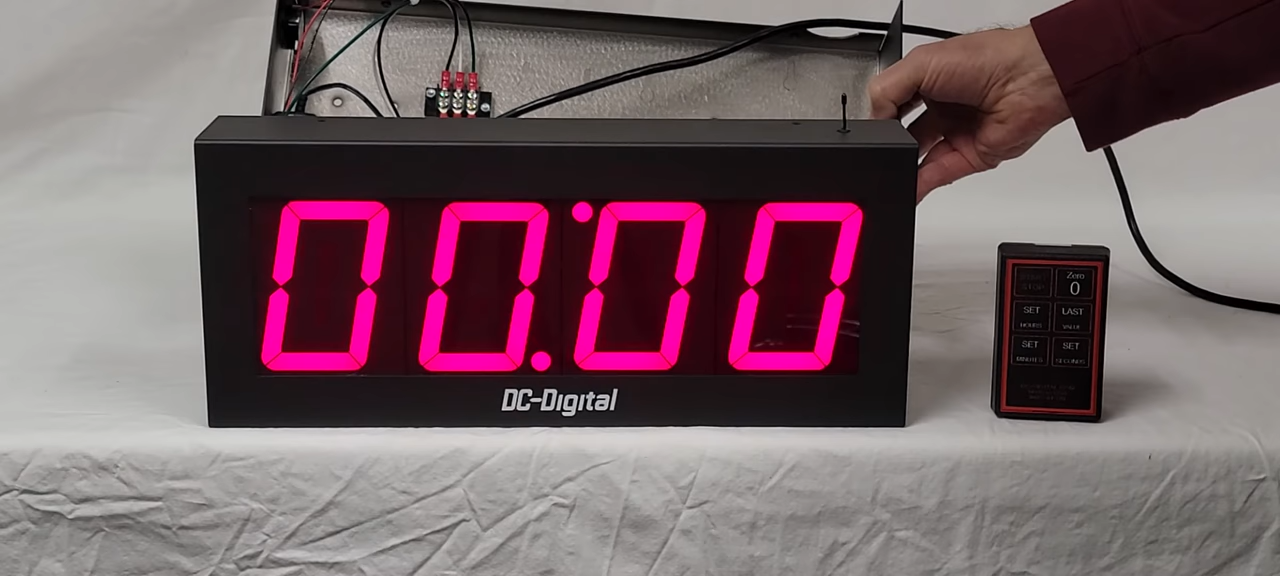 00:00
DC-Digital
Zero
0
SET
HOURS
LAST
VALUE
SET
MINUTES
SET
SECONDS